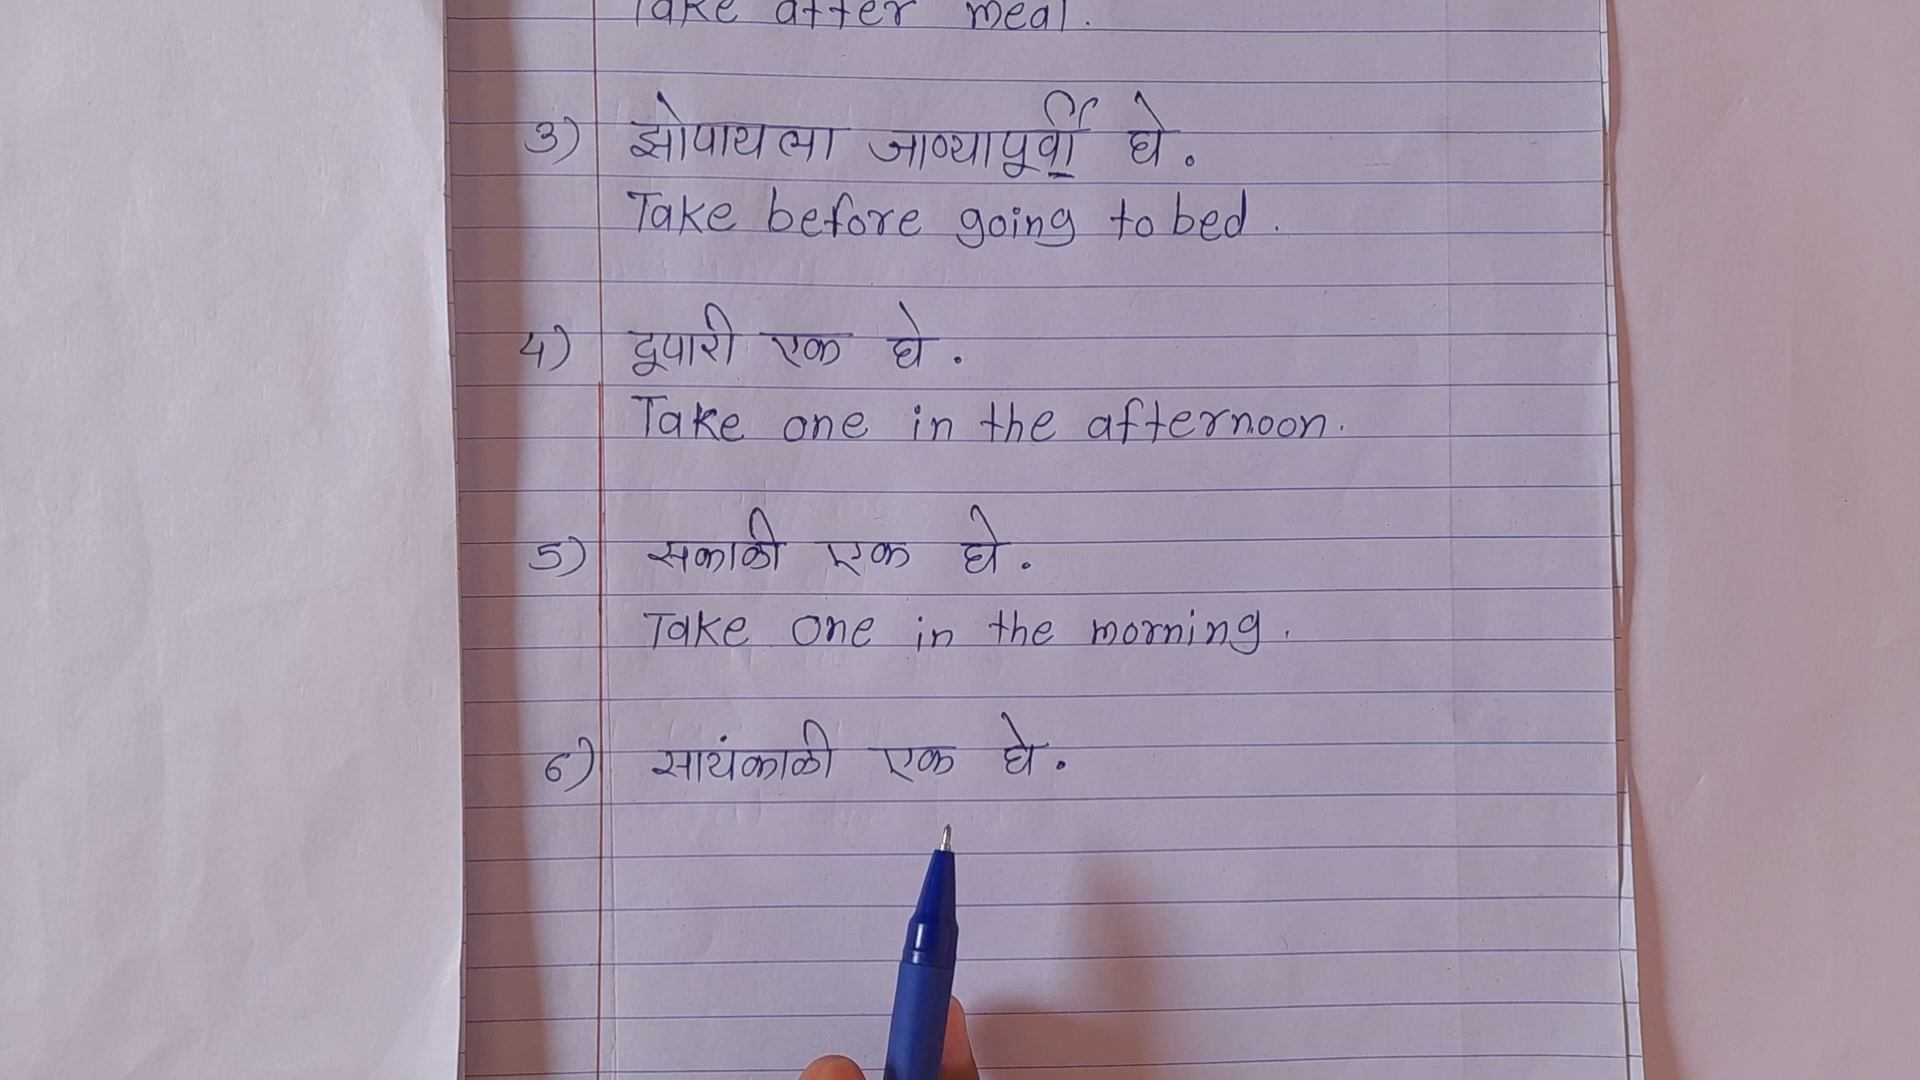 Take after meal.
3) झोपायला जाण्यापूर्वी घे.
Take before going to bed.
4) दूपारी एक घे.
Take one in the afternoon.
5) सकाळी एक घे.
Take one in the morning.
6) सायंकाळी एक घे.